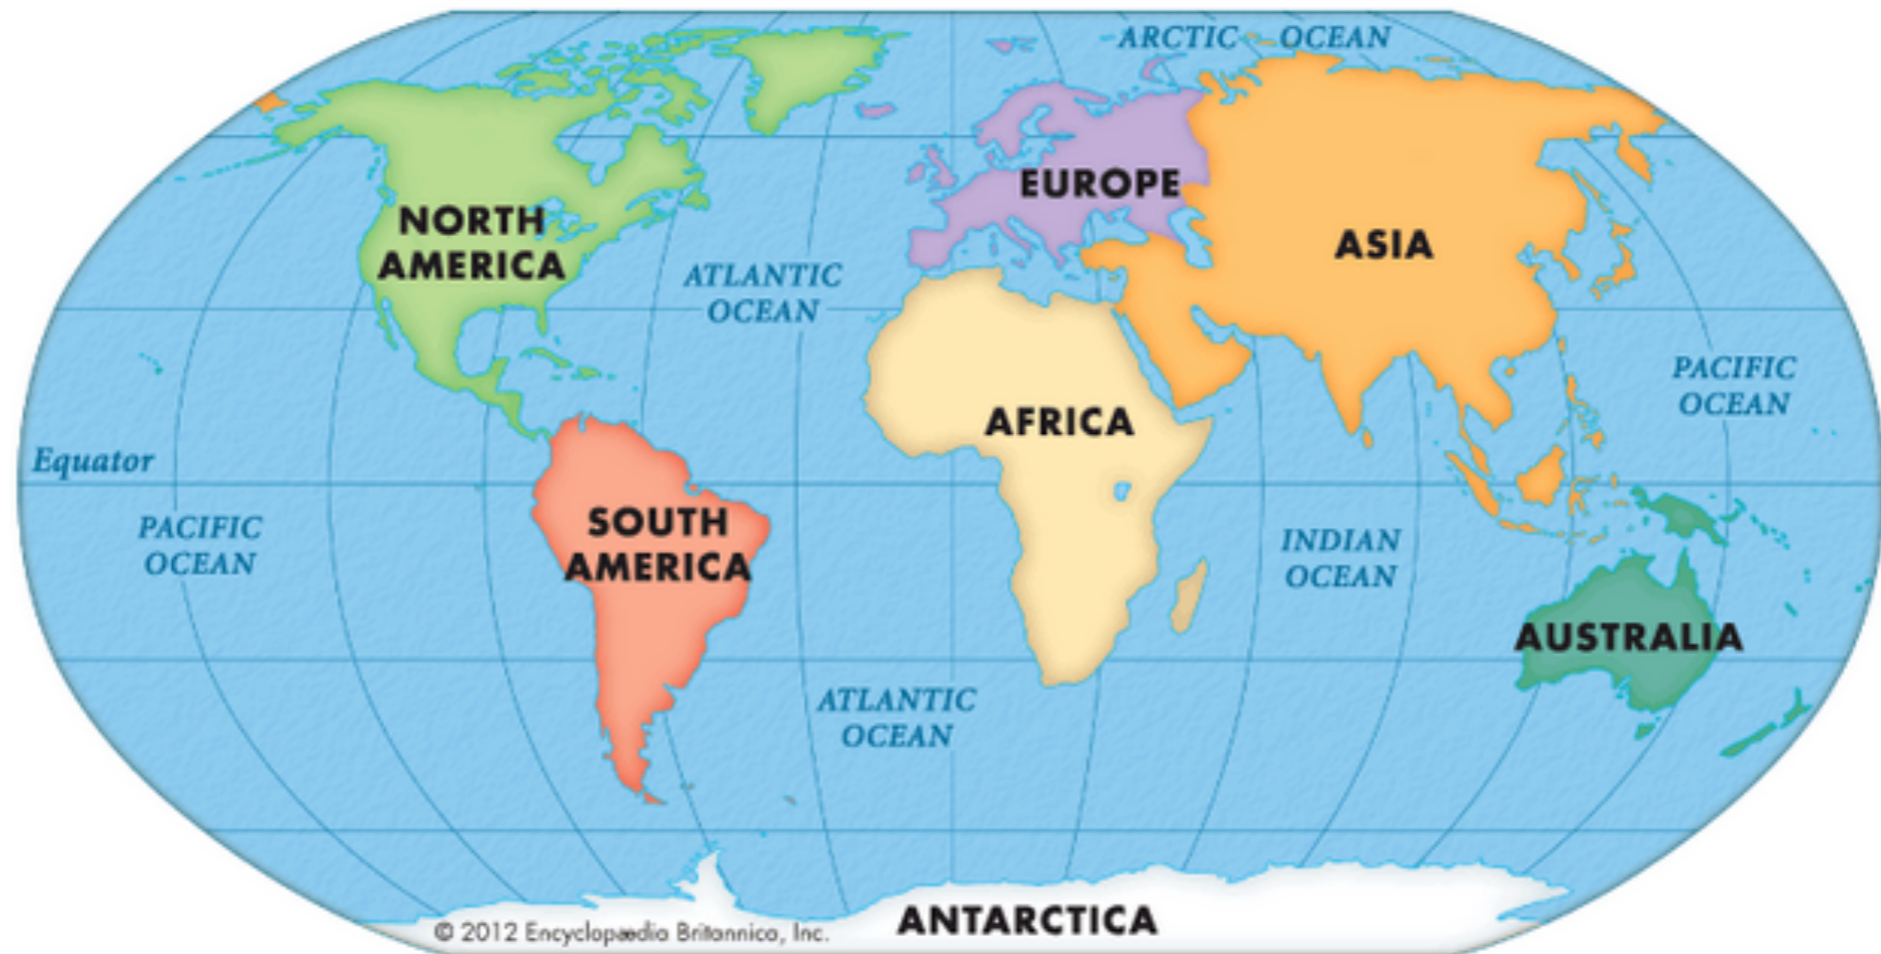 ARCTIC OCEAN
EUROPE
NORTH
AMERICA
ASIA
ATLANTIC
OCEAN
PACIFIC
OCEAN
AFRICA
Equator
SOUTH
AMERICA
PACIFIC
OCEAN
INDIAN
OCEAN
AUSTRALIA
ATLANTIC
OCEAN
ANTARCTICA
© 2012 Encyclopædia Britannica, Inc.